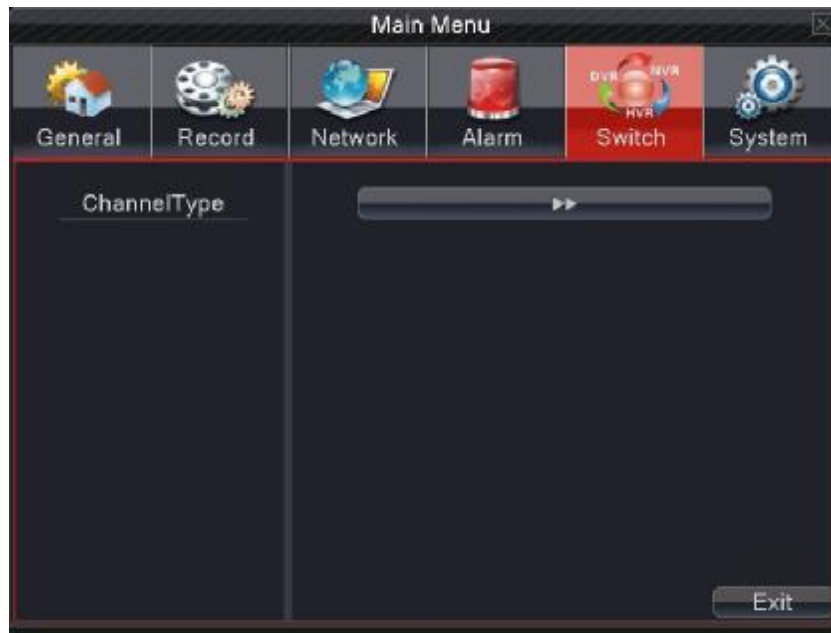 Main Menu
DVR NVR
HVR
General Record Network Alarm Switch System
ChannelType
Exit